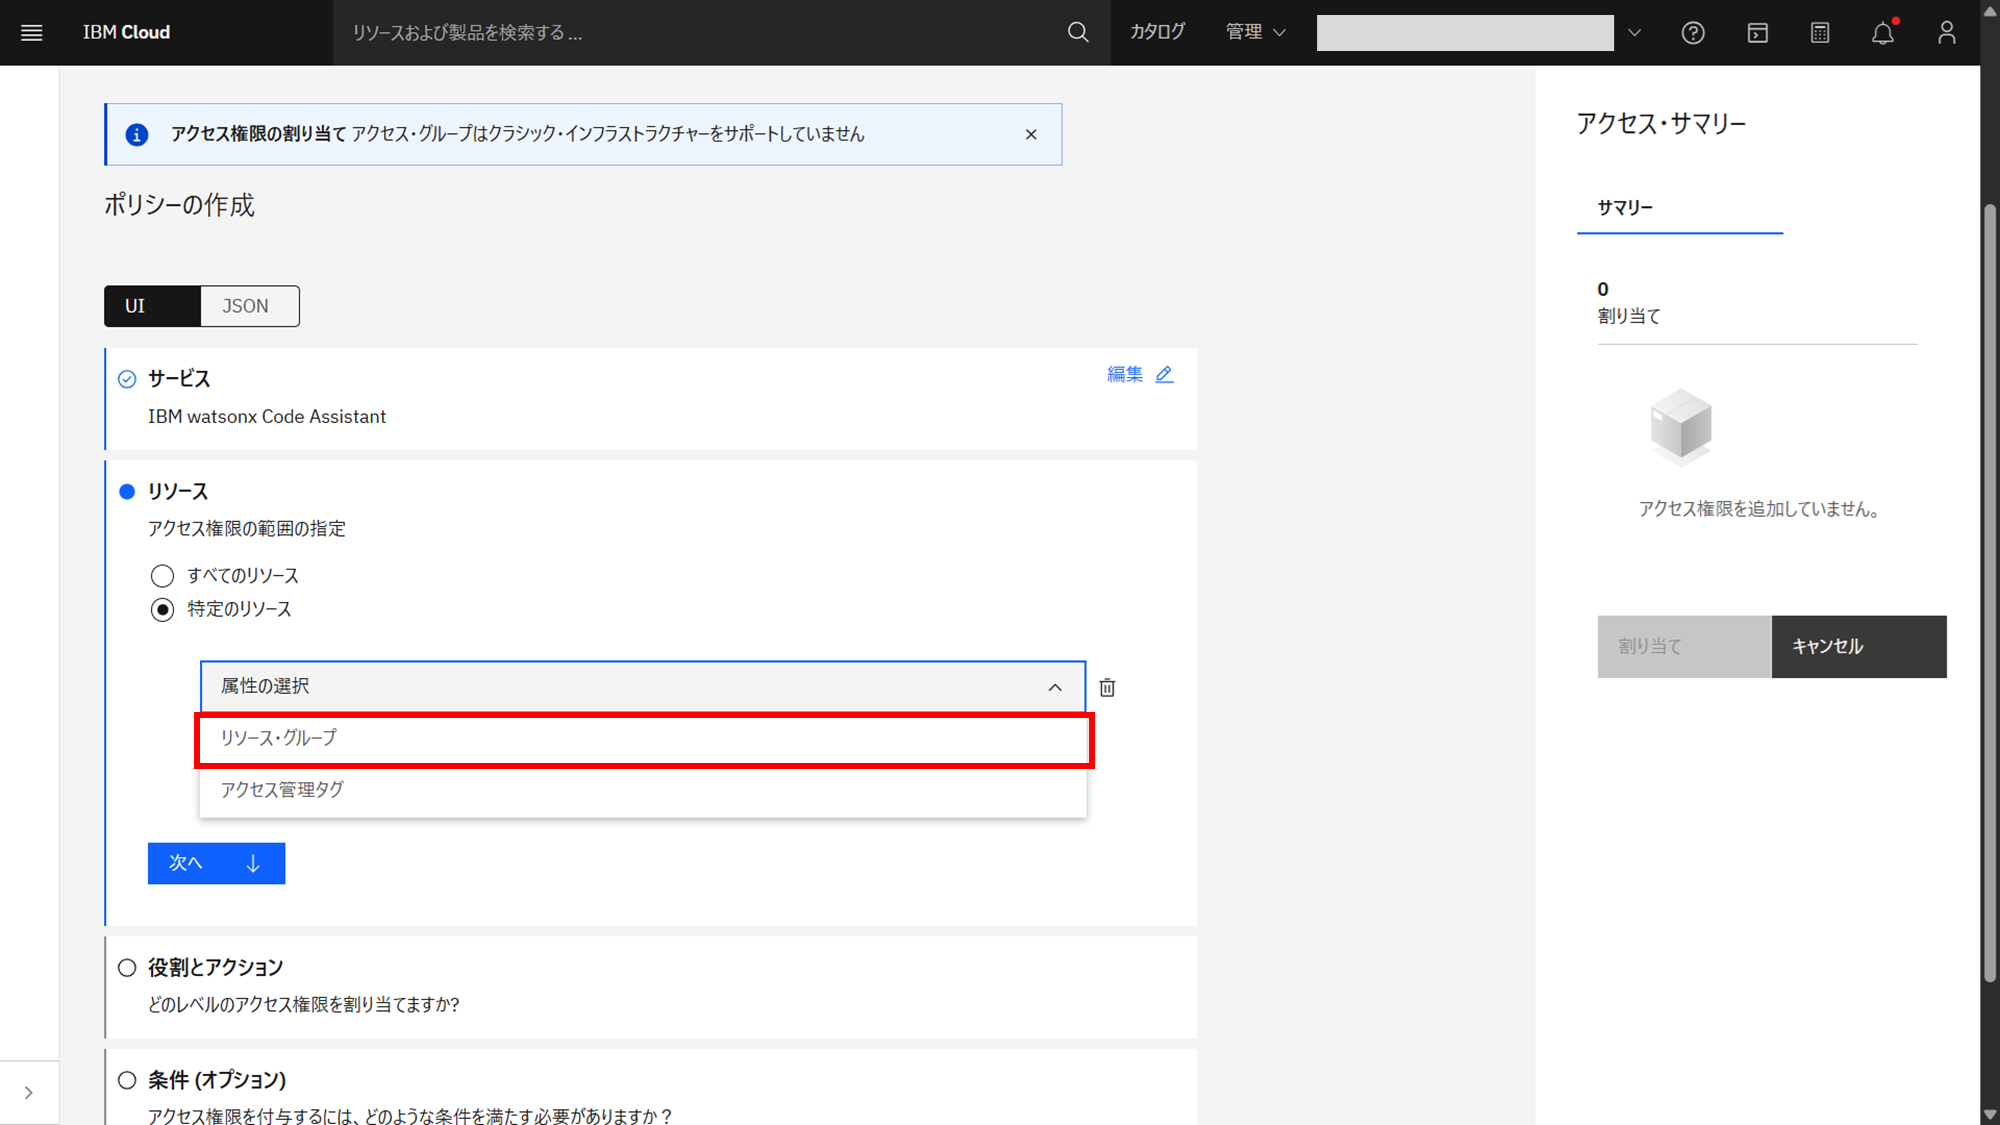 IBM Cloud
リソースおよび製品を検索する ...
カタログ
管理
アクセス権限の割り当て アクセス・グループはクラシック・インフラストラクチャーをサポートしていません
ポリシーの作成
UI
JSON
サービス
編集
IBM watsonx Code Assistant
リソース
アクセス権限の範囲の指定
すべてのリソース
特定のリソース
属性の選択
リソース・グループ
アクセス管理タグ
次へ
役割とアクション
どのレベルのアクセス権限を割り当てますか?
条件 (オプション)
アクセス権限を付与するには、どのような条件を満たす必要がありますか？
アクセス・サマリー
サマリー
0
割り当て
アクセス権限を追加していません。
割り当て
キャンセル